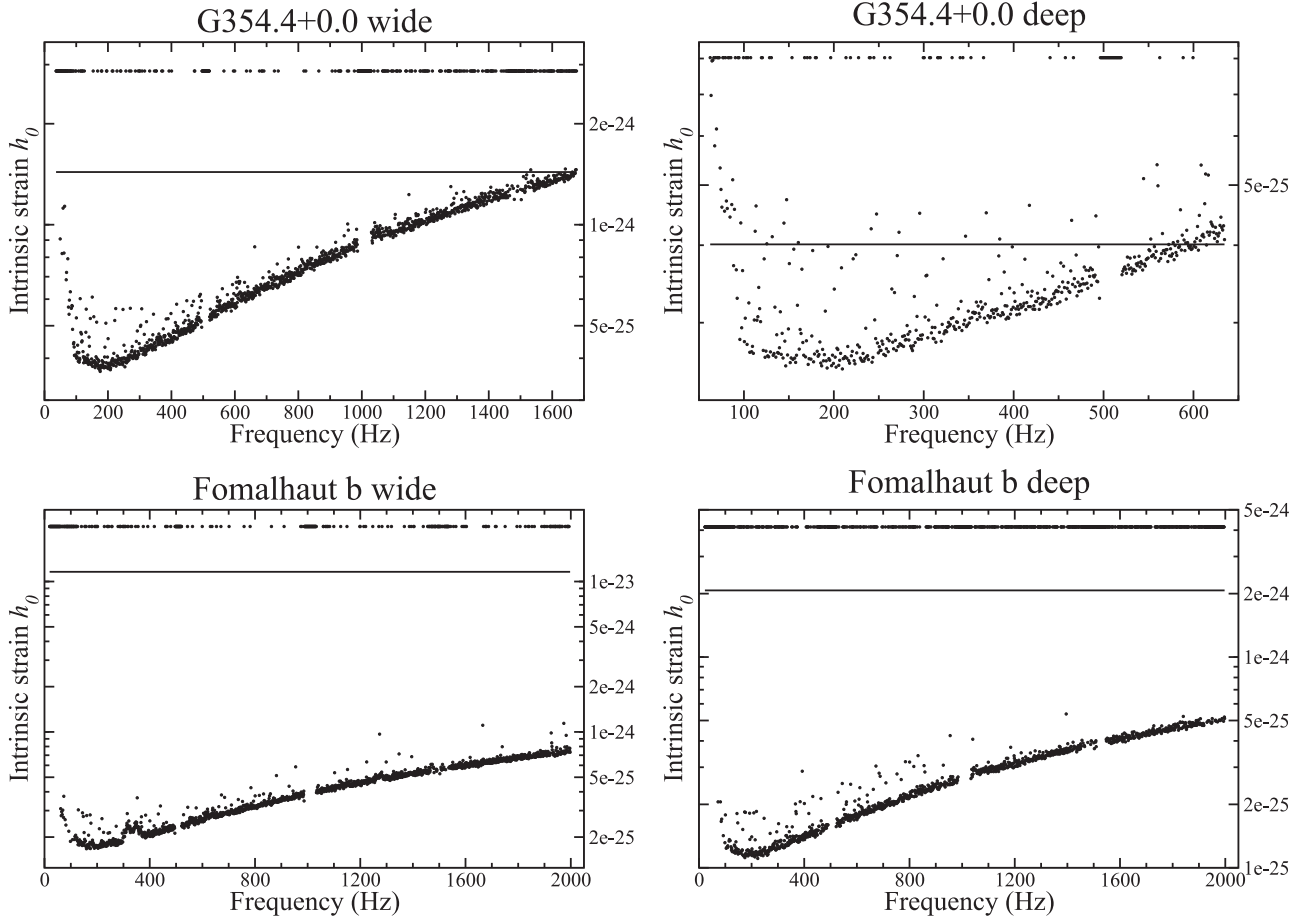 G354.4+0.0 wide
Intrinsic strain h0
2e-24
1e-24
5e-25
0 200 400 600 800 1000 1200 1400 1600
Frequency (Hz)
G354.4+0.0 deep
Intrinsic strain h0
5e-25
100 200 300 400 500 600
Frequency (Hz)
Fomalhaut b wide
Intrinsic strain h0
1e-23
5e-24
2e-24
1e-24
5e-25
2e-25
0 400 800 1200 1600 2000
Frequency (Hz)
Fomalhaut b deep
Intrinsic strain h0
5e-24
2e-24
1e-24
5e-25
2e-25
1e-25
0 400 800 1200 1600 2000
Frequency (Hz)